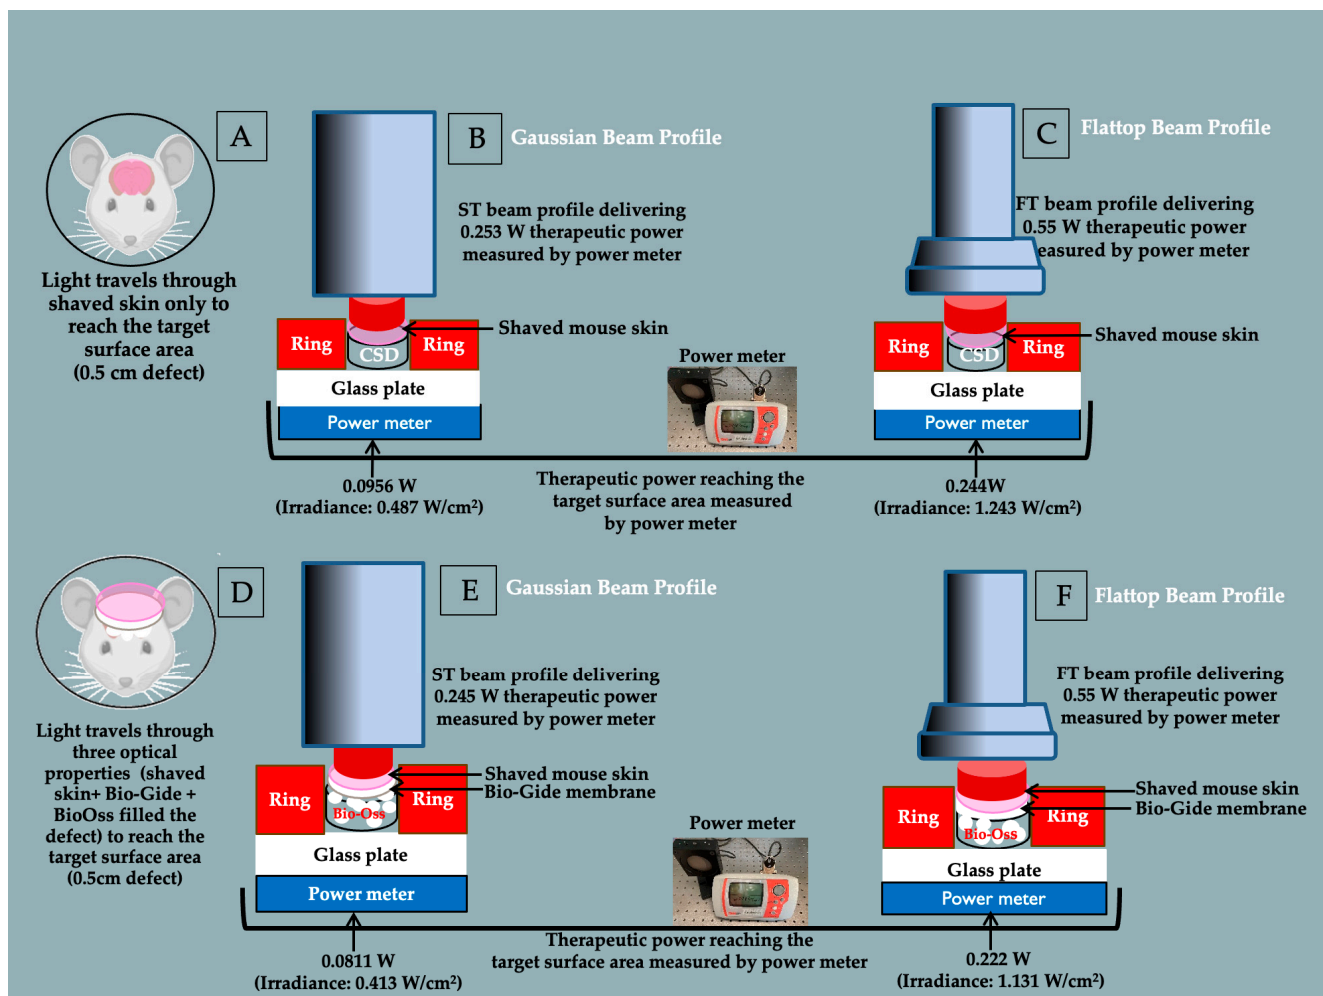 A
Light travels through
shaved skin only to
reach the target
surface area
(0.5 cm defect)
B
Gaussian Beam Profile
ST beam profile delivering
0.253 W therapeutic power
measured by power meter
Shaved mouse skin
Ring
CSD
Ring
Glass plate
Power meter
0.0956 W
(Irradiance: 0.487 W/cm²)
Power meter
Therapeutic power reaching the
target surface area measured
by power meter
C
Flattop Beam Profile
FT beam profile delivering
0.55 W therapeutic power
easured by power meter
Shaved mouse skin
Ring
CSD
Ring
Glass plate
Power meter
0.244W
(Irradiance: 1.243 W/cm²)
D
Light travels through
three optical
properties (shaved
skin+ Bio-Gide +
BioOss filled the
defect) to reach the
target surface area
(0.5cm defect)
E
Gaussian Beam Profile
ST beam profile delivering
0.245 W therapeutic power
measured by power meter
Shaved mouse skin
Bio-Gide membrane
Ring
Bio-Oss
Ring
Glass plate
Power meter
0.0811 W
(Irradiance: 0.413 W/cm²)
Power meter
Therapeutic power reaching the
target surface area measured by power meter
F
Flattop Beam Profile
FT beam profile delivering
0.55 W therapeutic power
measured by power meter
Shaved mouse skin
Bio-Gide membrane
Ring
Bio-Oss
Ring
Glass plate
Power meter
0.222 W
(Irradiance: 1.131 W/cm²)